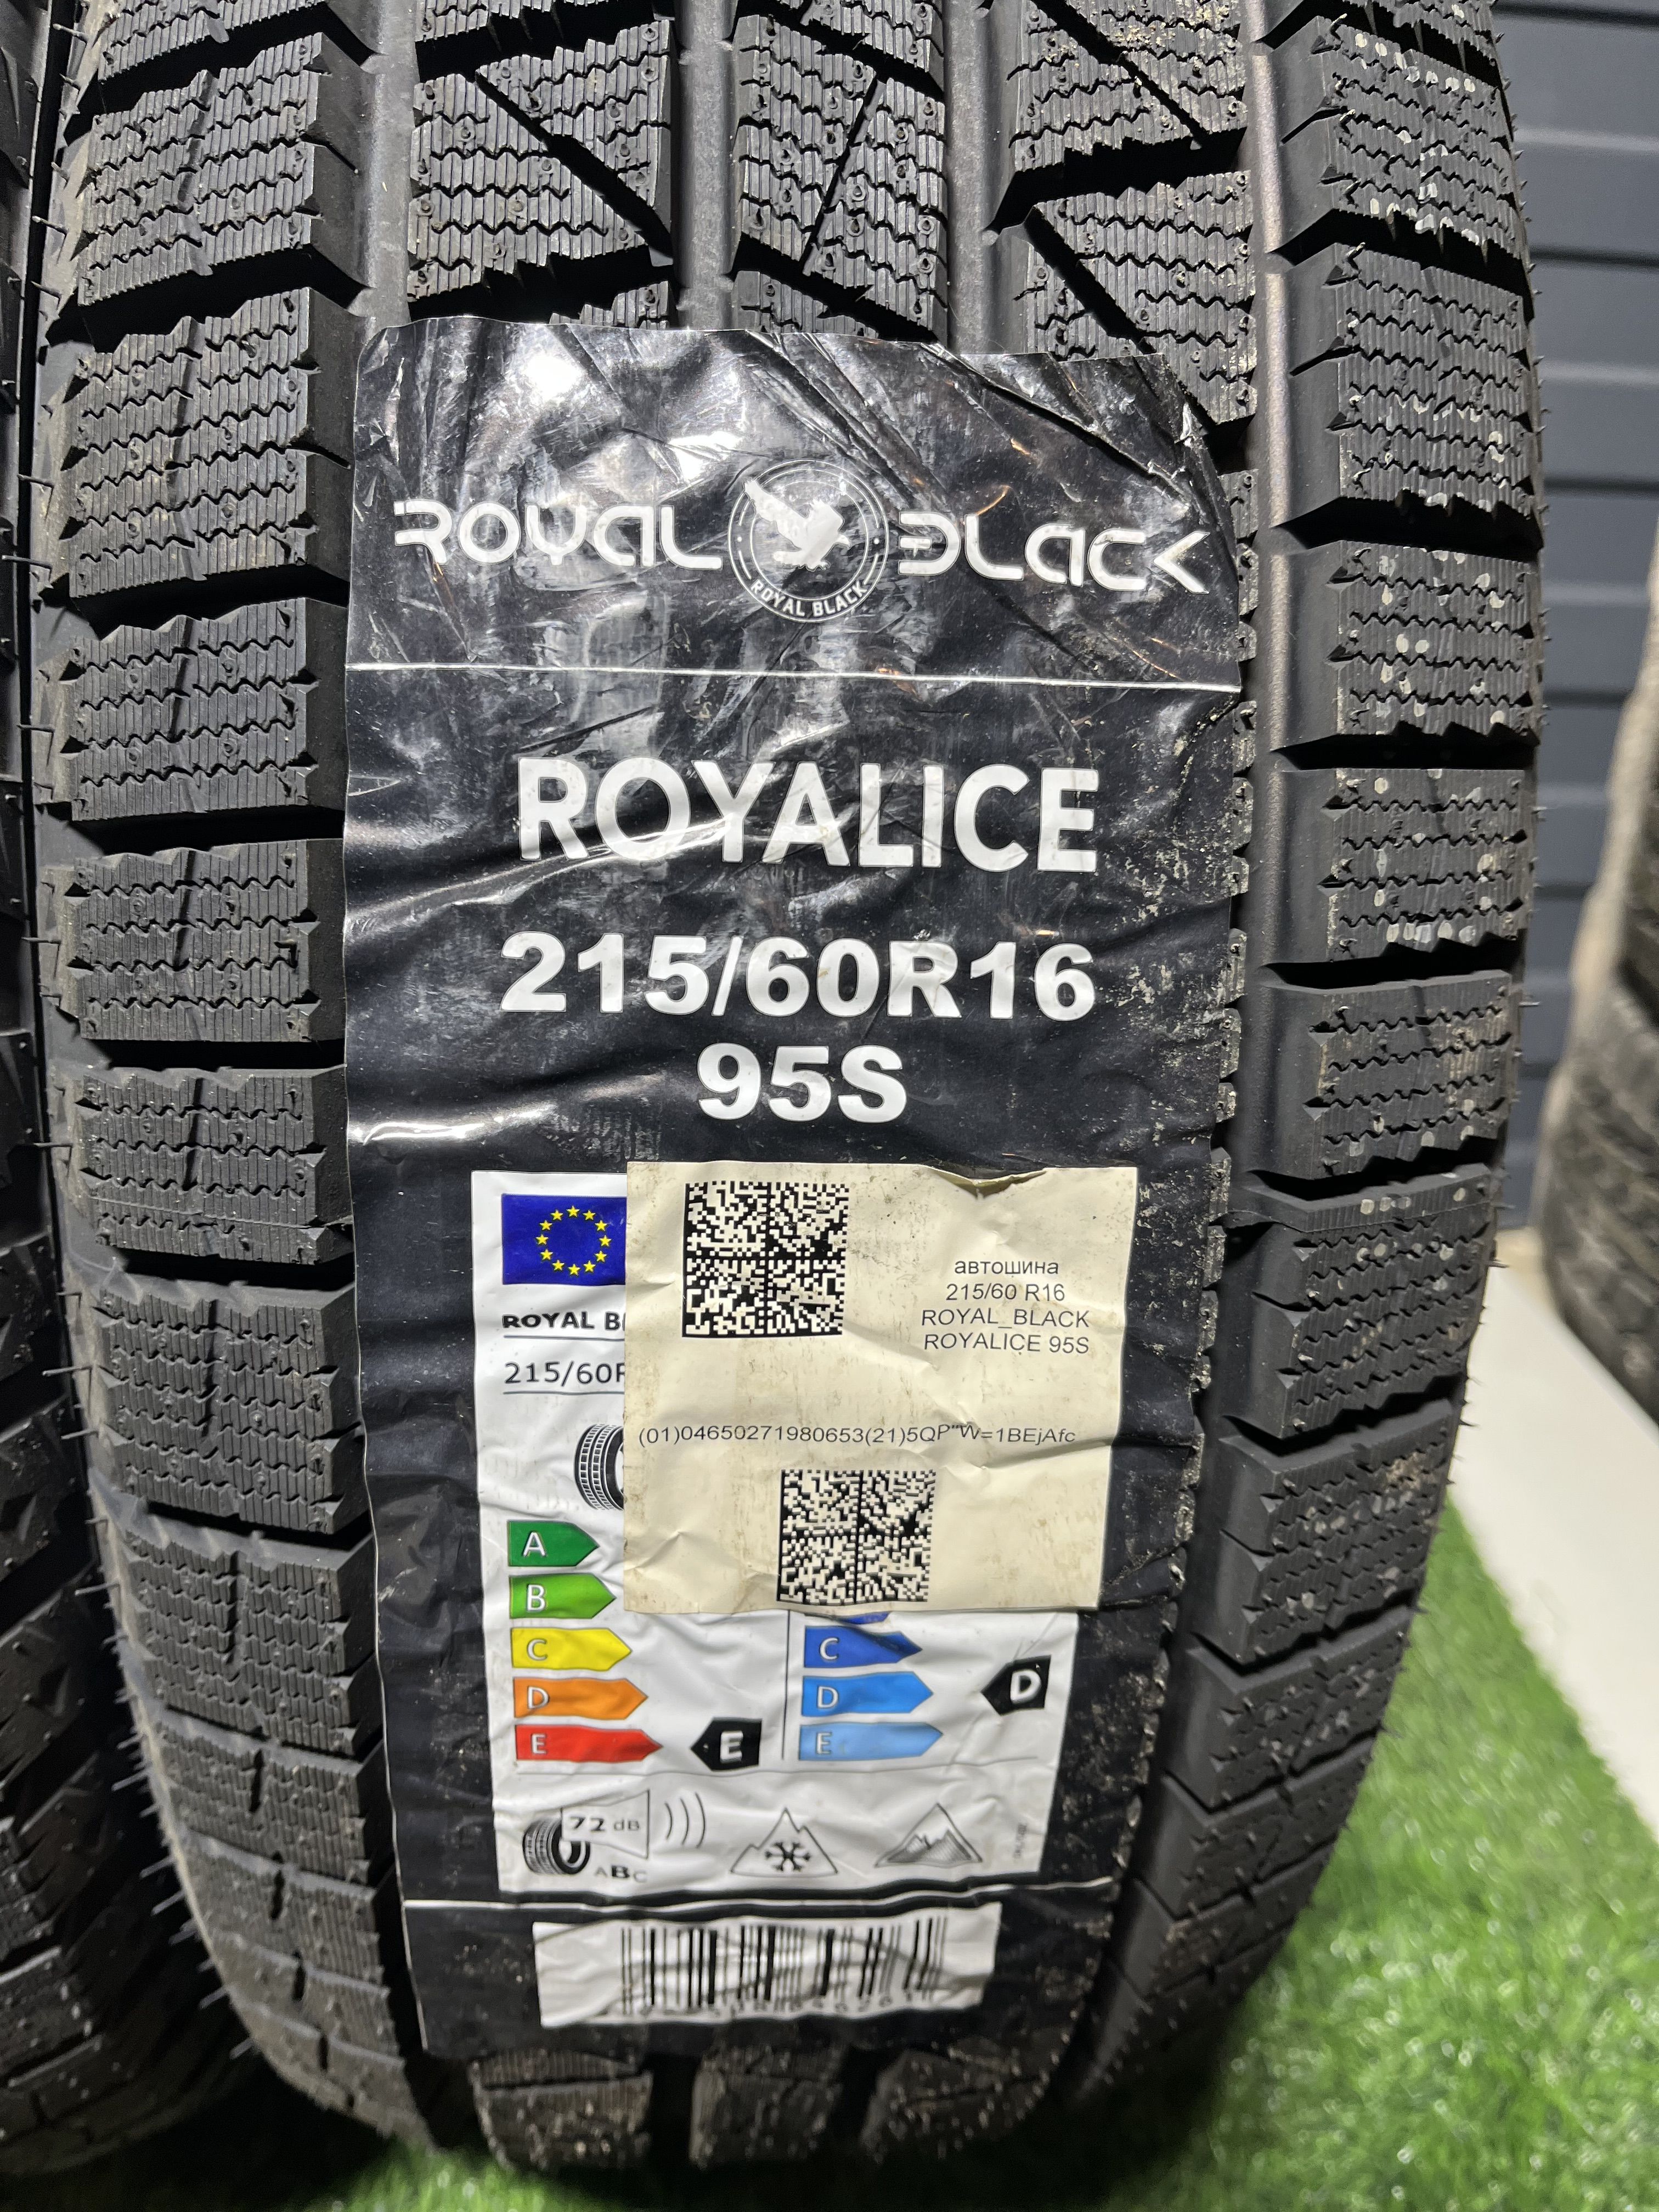 ROYAL BLACK
ROYAL BLACK
ROYALICE
215/60R16
95S
автошина
215/60 R16
ROYAL_BLACK
ROYALICE 95S
ROYAL B
215/60R
(01)04650271980653(21)5QP"W=1BEjAfc
A
B
C
C
D
D
D
E
E
E
72 dB
ABC